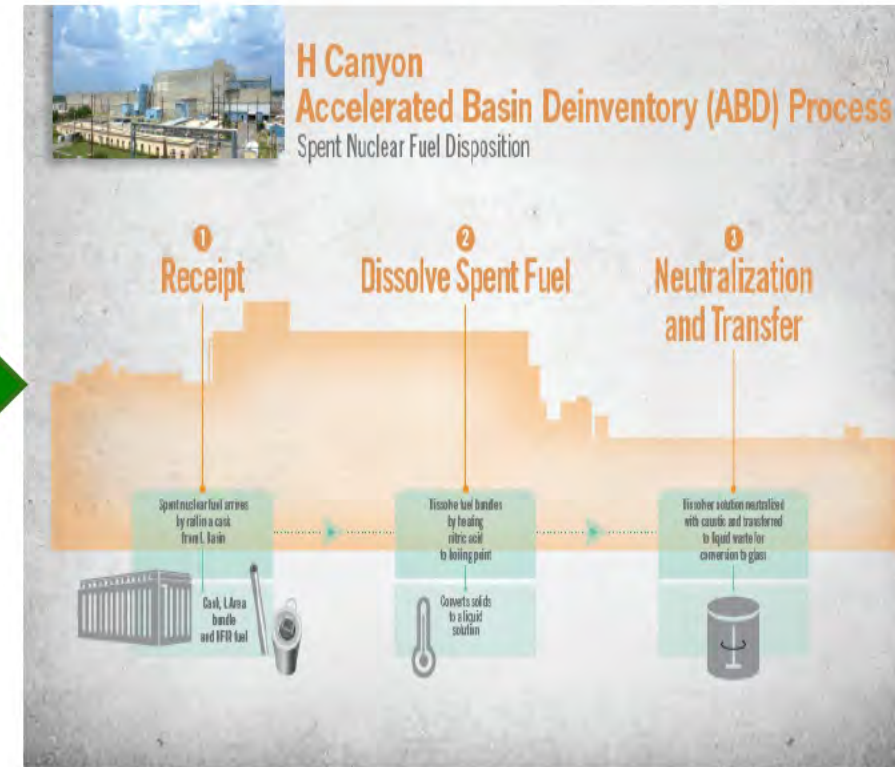 H Canyon
Accelerated Basin Deinventory (ABD) Process
Spent Nuclear Fuel Disposition
1
Receipt
2
Dissolve Spent Fuel
3
Neutralization
and Transfer
Spent nuclear fuel arrives
by rail in a cask
from L Basin
Dissolve fuel bundles
by heating
nitric acid
to boiling point
Dissolver solution neutralized
with caustic and transferred
to liquid waste for
conversion to glass
Cask, L Area
bundle
and HFIR fuel
Converts solids
to a liquid
solution